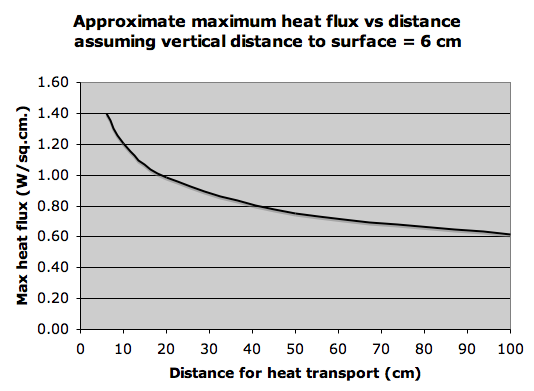 Approximate maximum heat flux vs distance
assuming vertical distance to surface = 6 cm
Max heat flux (W/sq.cm.)
1.60
1.40
1.20
1.00
0.80
0.60
0.40
0.20
0.00
0 10 20 30 40 50 60 70 80 90 100
Distance for heat transport (cm)